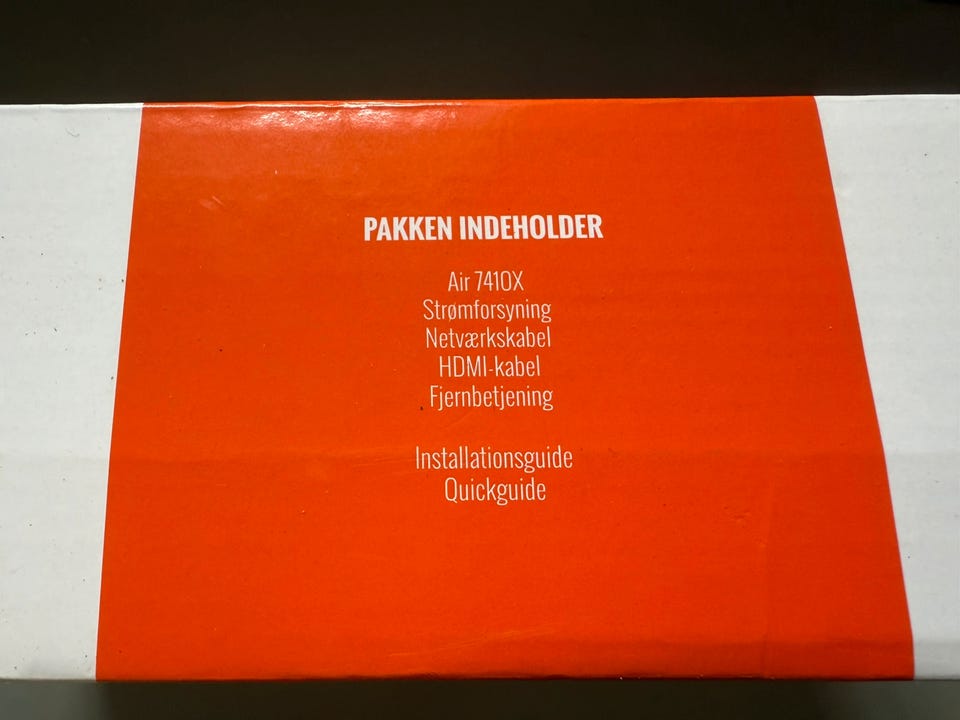 PAKKEN INDEHOLDER
Air 7410X
Strømforsyning
Netværkskabel
HDMI-kabel
Fjernbetjening
Installationsguide
Quickguide